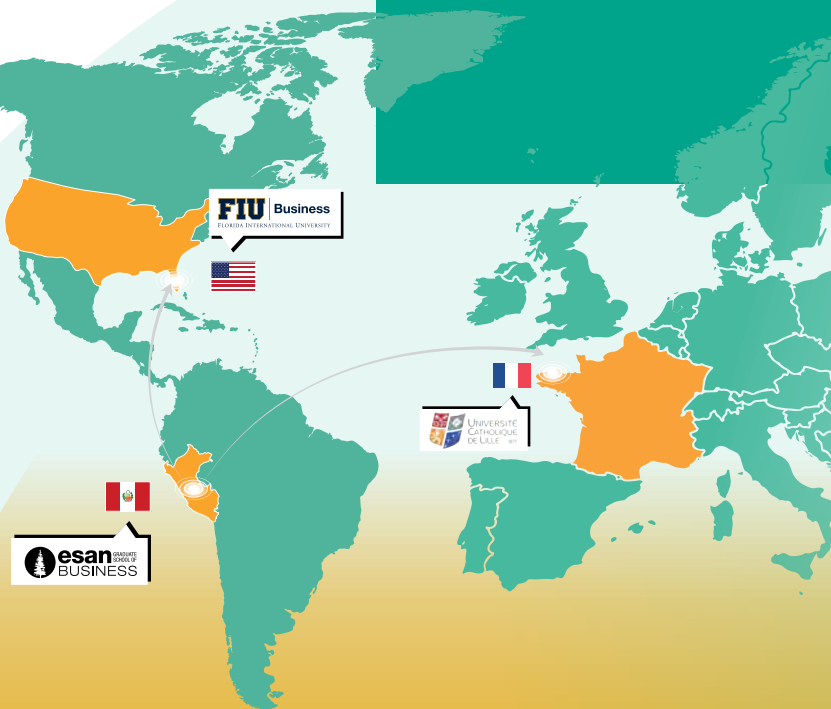 FIU Business
FLORIDA INTERNATIONAL UNIVERSITY
UNIVERSITÉ
CATHOLIQUE
DE LILLE
esan GRADUATE
SCHOOL OF
BUSINESS